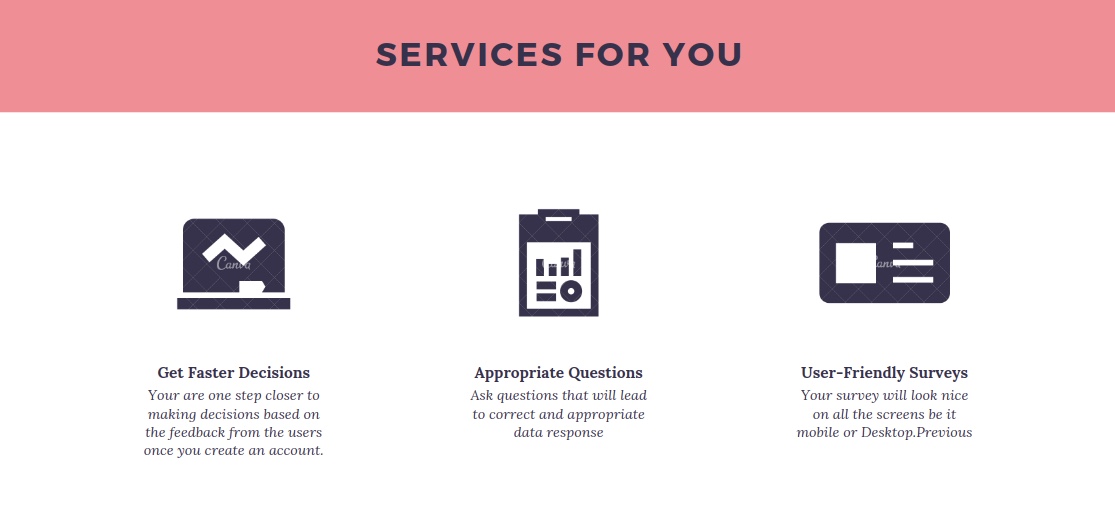 SERVICES FOR YOU
Canva
Canva
Canva
Get Faster Decisions
Your are one step closer to
making decisions based on
the feedback from the users
once you create an account.
Appropriate Questions
Ask questions that will lead
to correct and appropriate
data response
User-Friendly Surveys
Your survey will look nice
on all the screens be it
mobile or Desktop.Previous